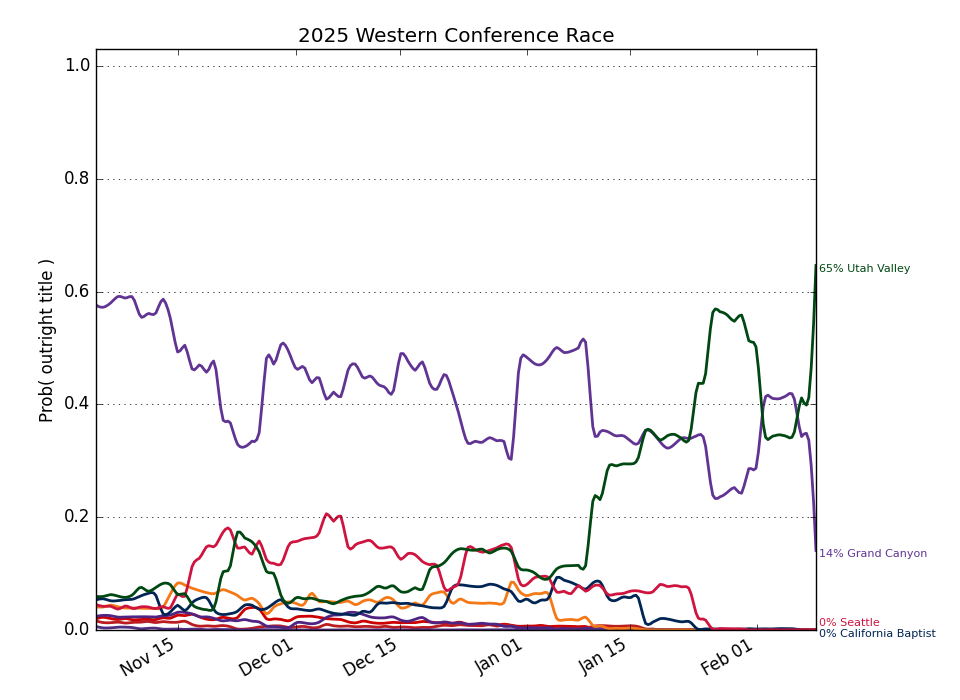 2025 Western Conference Race
1.0
0.8
0.6
0.4
0.2
0.0
Prob( outright title )
Nov 15
Dec 01
Dec 15
Jan 01
Jan 15
Feb 01
65% Utah Valley
14% Grand Canyon
0% Seattle
0% California Baptist